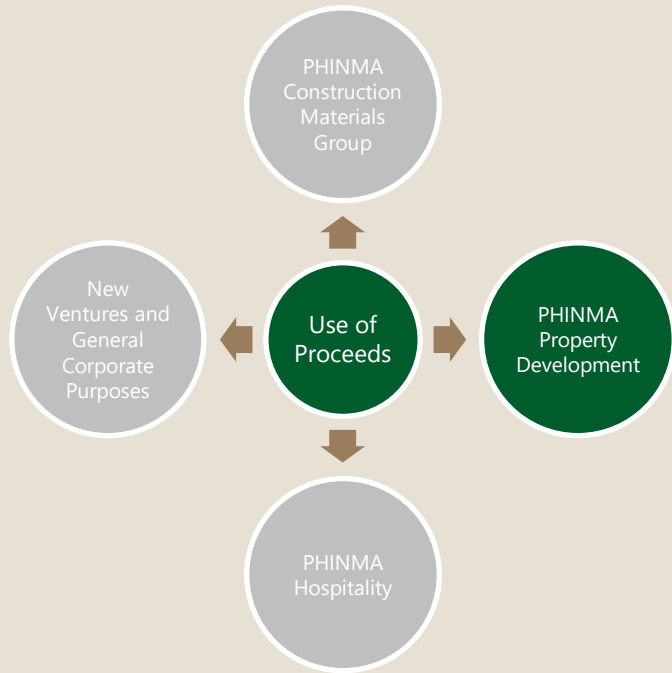 PHINMA
Construction
Materials
Group
New
Ventures and
General
Corporate
Purposes
Use of
Proceeds
PHINMA
Property
Development
PHINMA
Hospitality